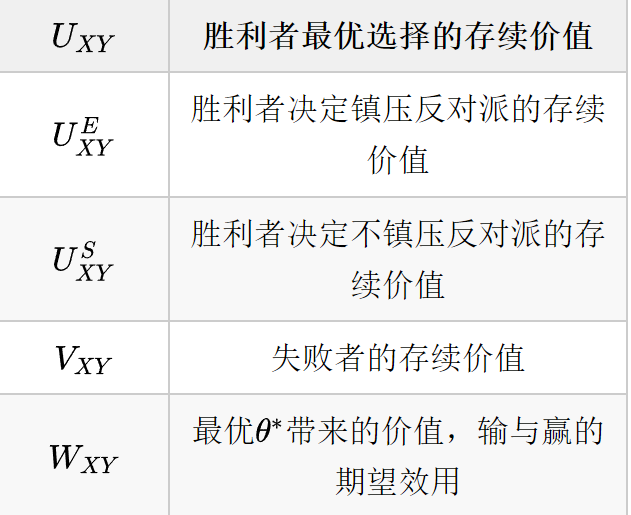 U_{XY} 胜利者最优选择的存续价值
U_{XY}^{E} 胜利者决定镇压反对派的存续
价值
U_{XY}^{S} 胜利者决定不镇压反对派的存
续价值
V_{XY} 失败者的存续价值
W_{XY} 最优θ*带来的价值，输与赢的
期望效用